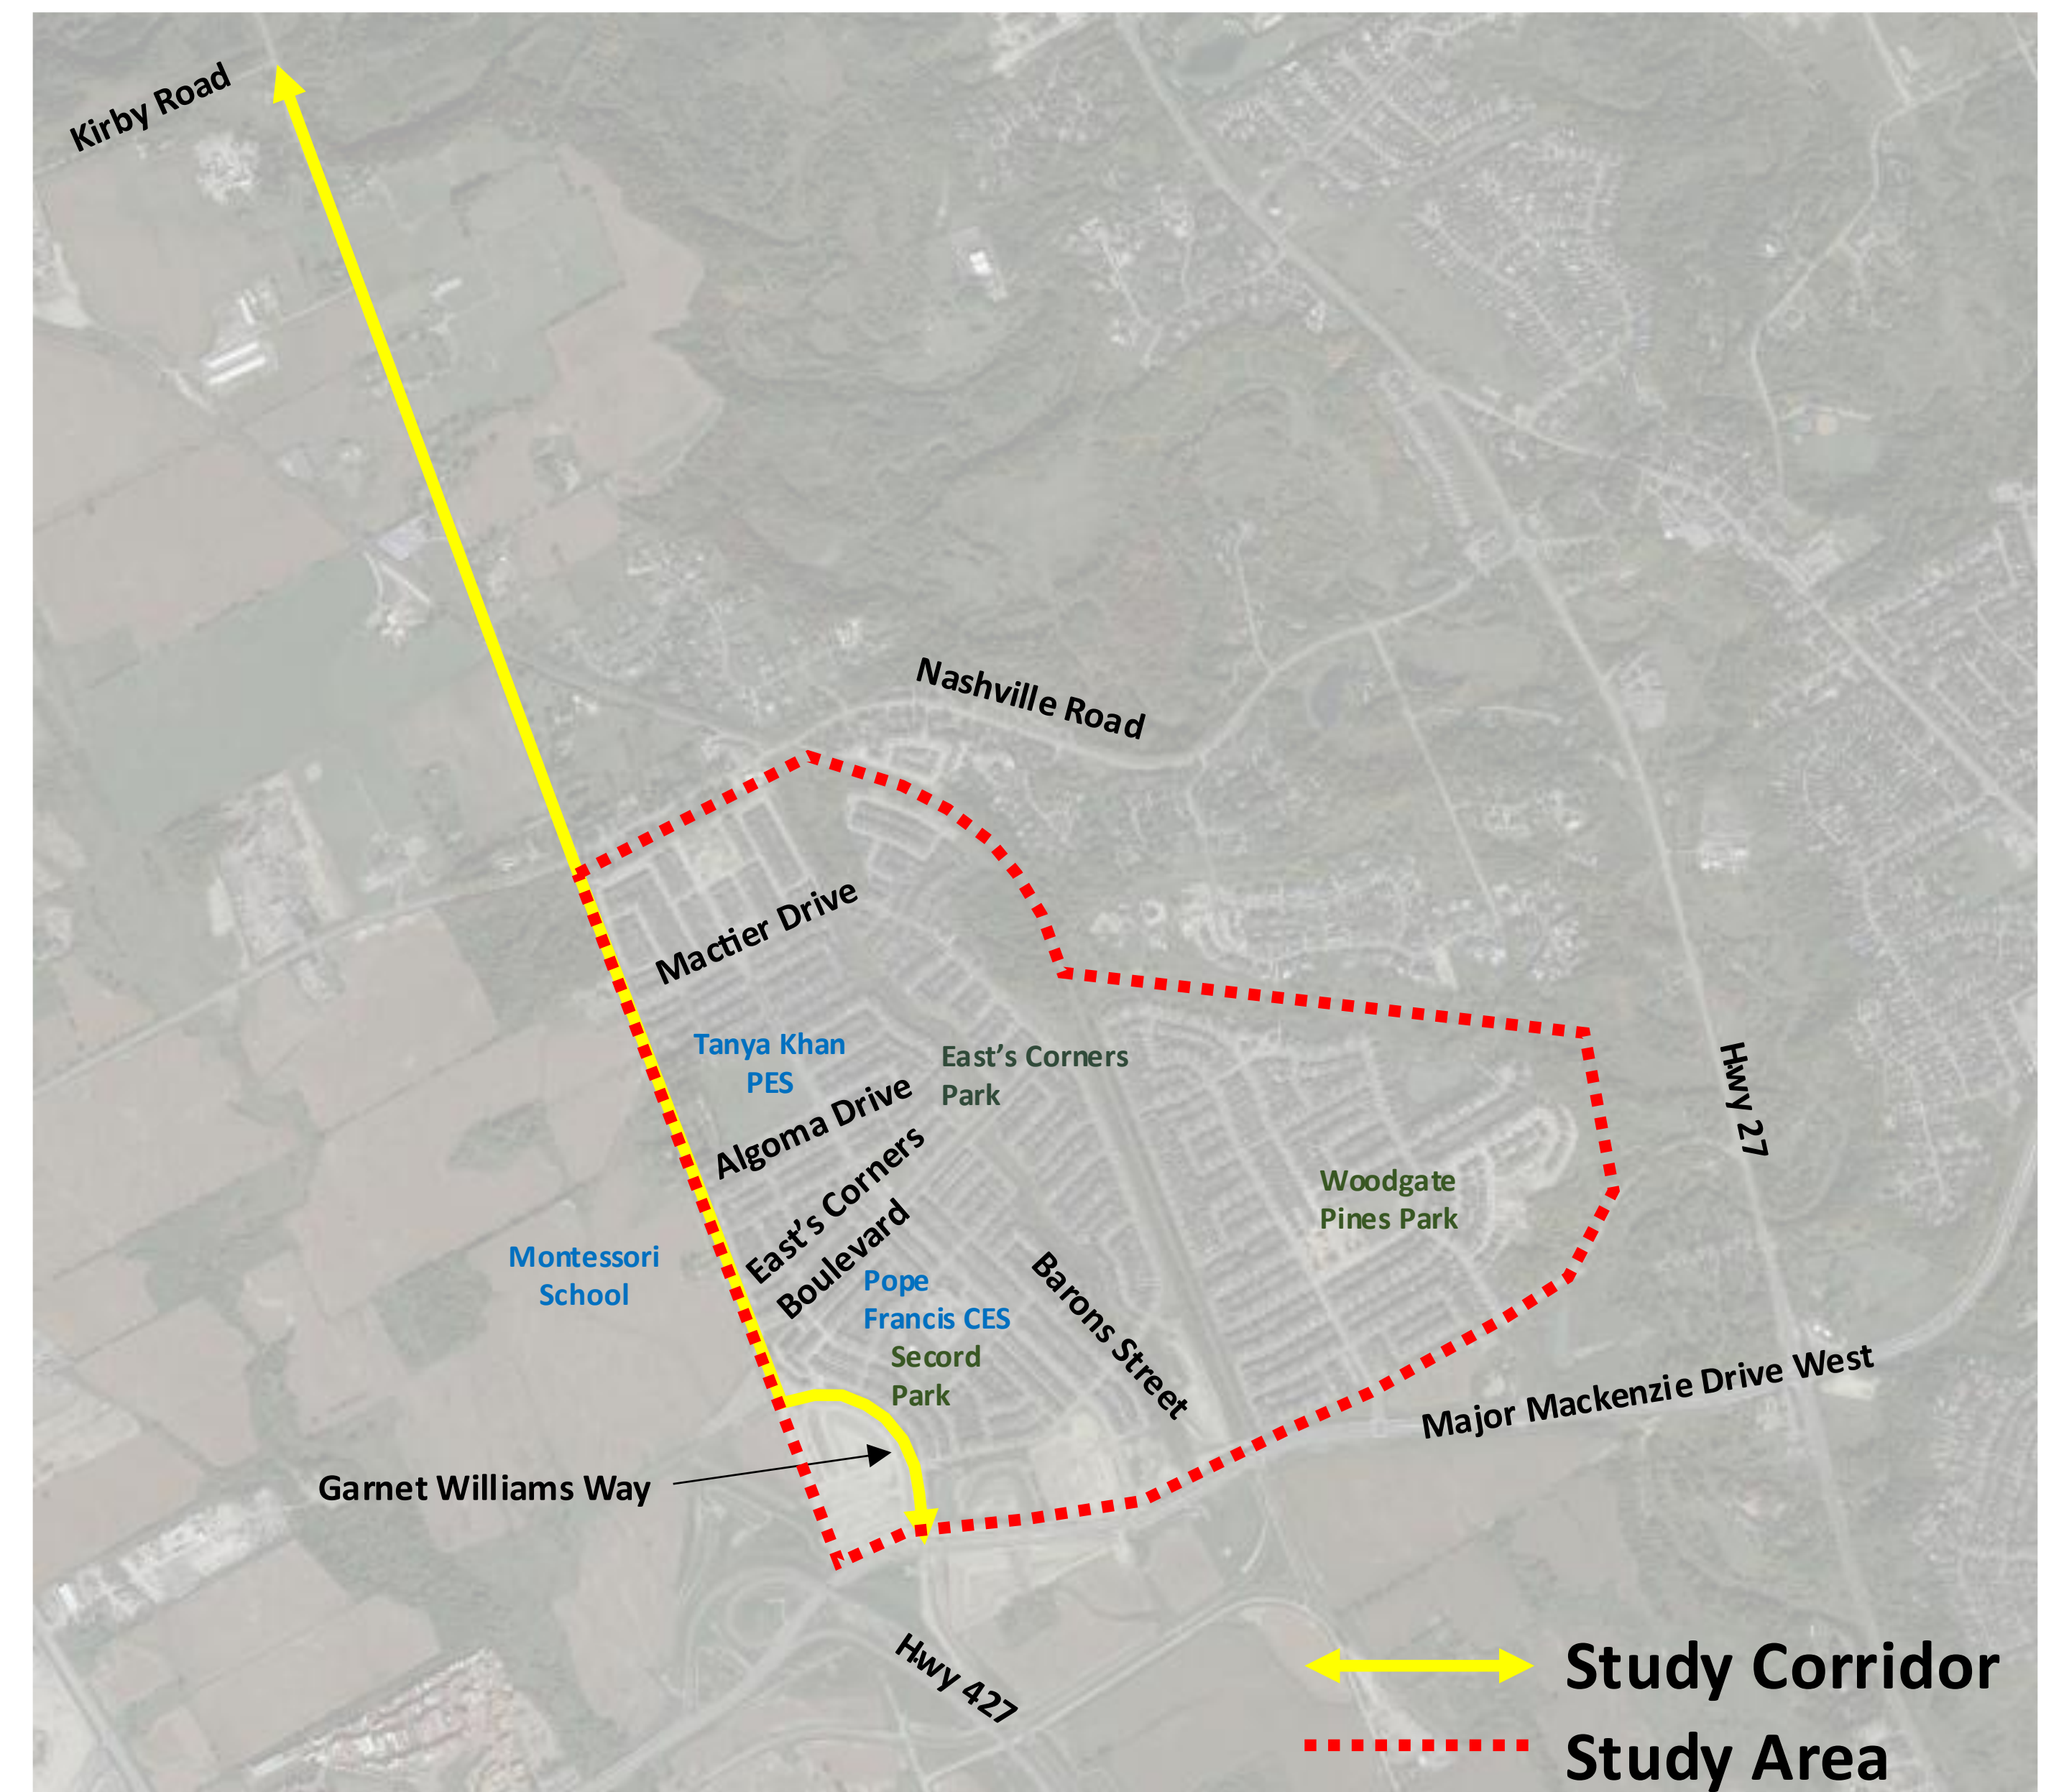 Kirby Road
Nashville Road
Mactier Drive
Tanya Khan
PES
East’s Corners
Park
Algoma Drive
East’s Corners
Boulevard
Hwy 27
Woodgate
Pines Park
Montessori
School
Pope
Francis CES
Secord
Park
Barons Street
Major Mackenzie Drive West
Garnet Williams Way
Hwy 427
Study Corridor
Study Area